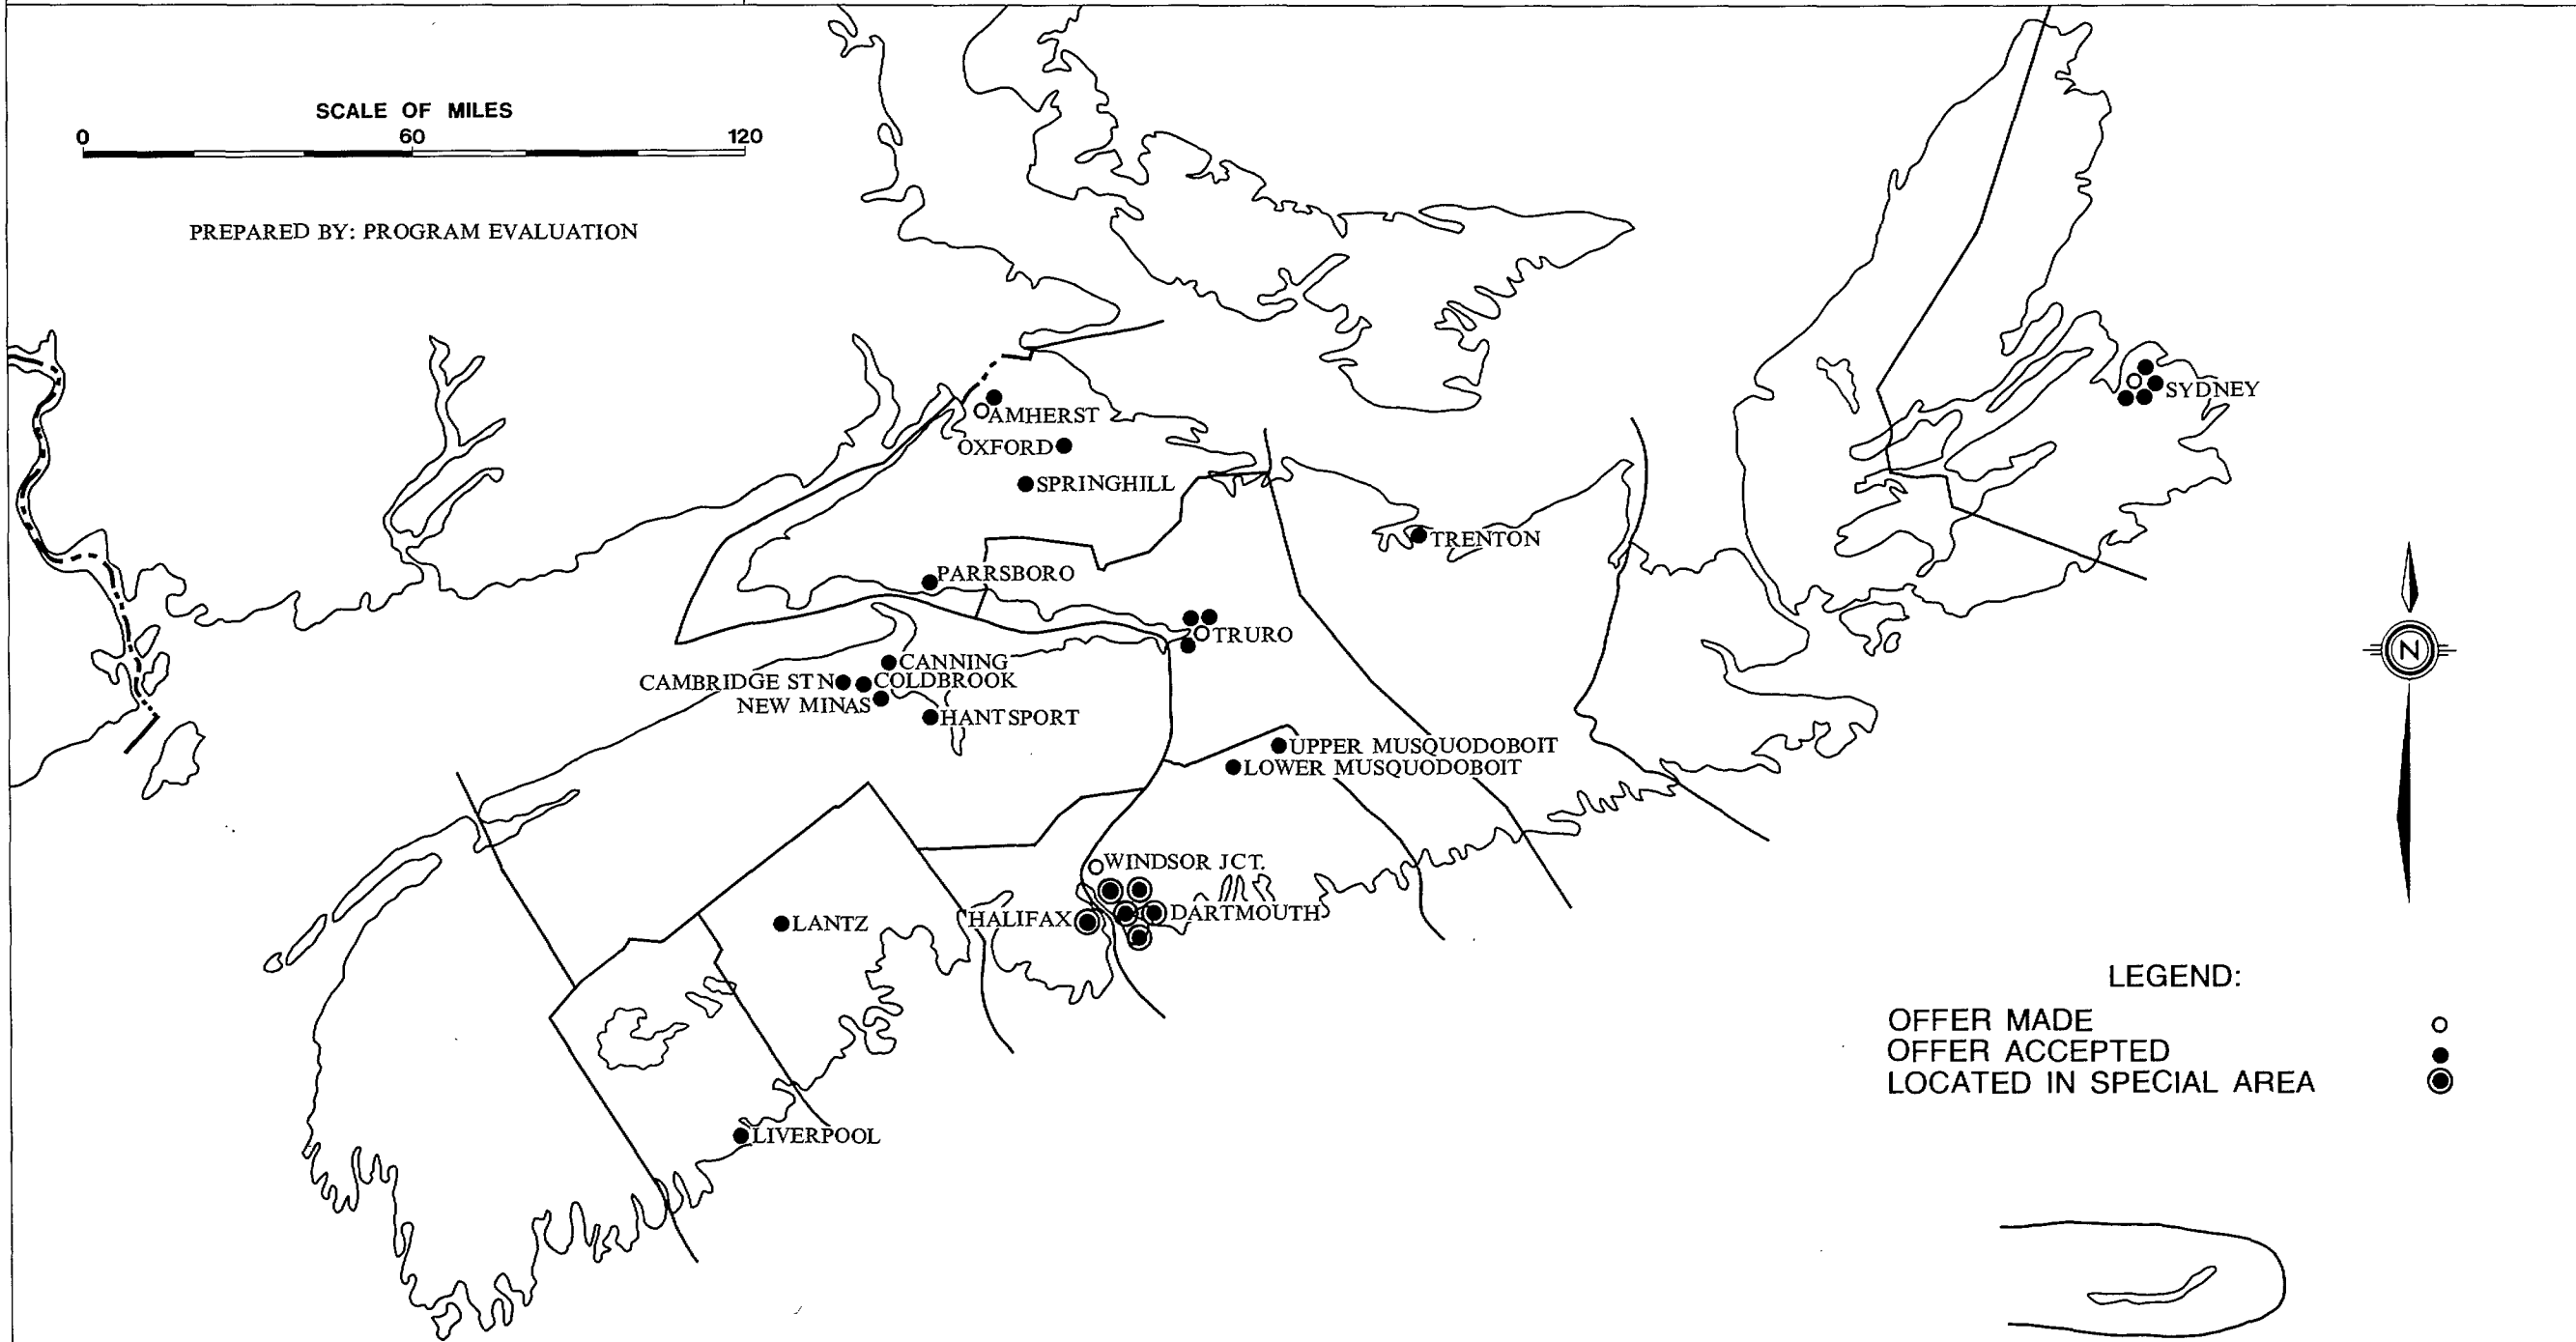 SCALE OF MILES
0 60 120
PREPARED BY: PROGRAM EVALUATION
SYDNEY
AMHERST
OXFORD
SPRINGHILL
TRENTON
PARRSBORO
TRURO
CANNING
CAMBRIDGE STN COLDBROOK
NEW MINAS
HANTSPORT
N
UPPER MUSQUODOBOIT
LOWER MUSQUODOBOIT
WINDSOR JCT.
HALIFAX DARTMOUTH
LANTZ
LEGEND:
OFFER MADE
OFFER ACCEPTED
LOCATED IN SPECIAL AREA
LIVERPOOL